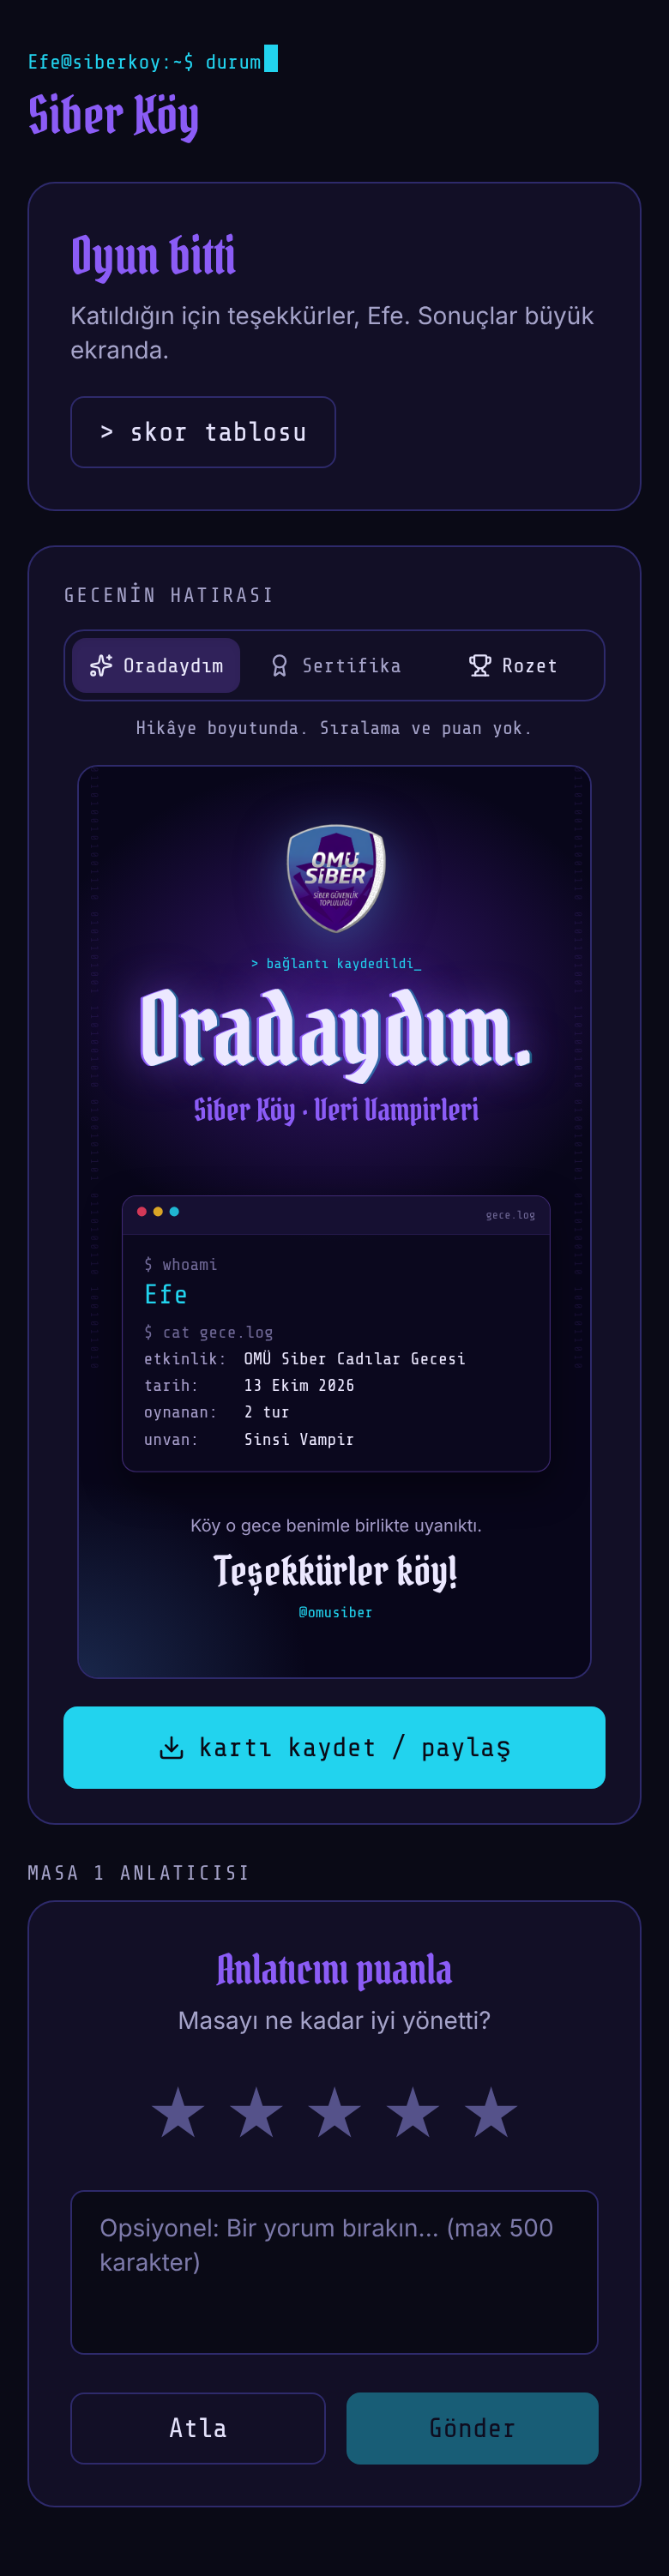 Efe@siberkoy:~$ durum
Siber Köy
Oyun bitti
Katıldığın için teşekkürler, Efe. Sonuçlar büyük
ekranda.
> skor tablosu
GECENİN HATIRASI
Oradaydım
Sertifika
Rozet
Hikâye boyutunda. Sıralama ve puan yok.
OMÜ
SİBER
SİBER GÜVENLİK
TOPLULUĞU
> bağlantı kaydedildi_
Oradaydım.
Siber Köy · Veri Vampirleri
gece.log
$ whoami
Efe
$ cat gece.log
etkinlik: OMÜ Siber Cadılar Gecesi
tarih: 13 Ekim 2026
oynanan: 2 tur
unvan: Sinsi Vampir
Köy o gece benimle birlikte uyanıktı.
Teşekkürler köy!
@omusiber
kartı kaydet / paylaş
MASA 1 ANLATICISI
Anlatıcını puanla
Masayı ne kadar iyi yönetti?
Opsiyonel: Bir yorum bırakın... (max 500
karakter)
Atla
Gönder